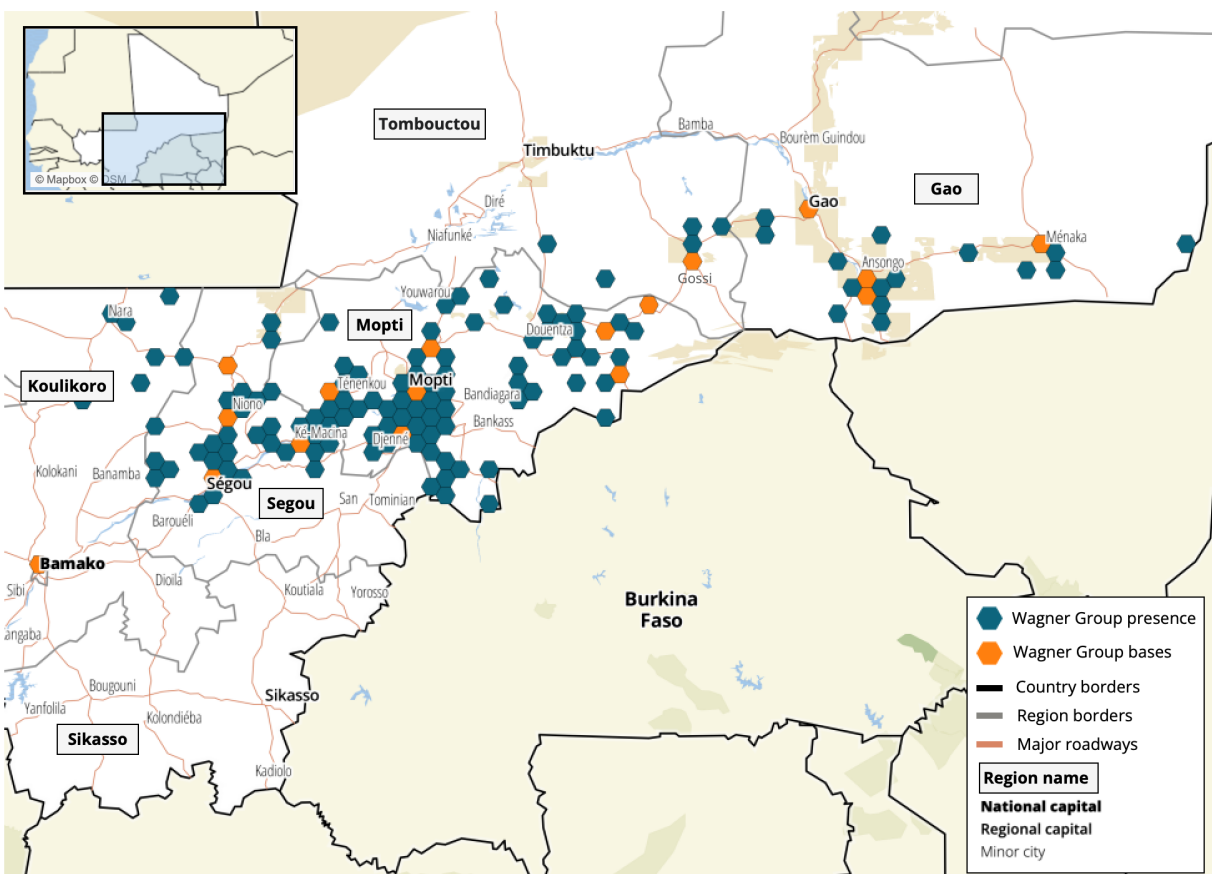 © Mapbox © OSM
Tombouctou
Timbuktu
Bamba
Bourèm Guindou
Gao
Gao
Diré
Niafunké
Ménaka
Ansongo
Gossi
Youwarou
Nara
Mopti
Douentza
Koulikoro
Ténenkou
Mopti
Niono
Bandiagara
Bankass
Ké-Macina
Djenné
Kolokani
Banamba
Ségou
Segou
San
Tominian
Barouéli
Bla
Bamako
Sibi
Dioila
Koutiala
Yorosso
angaba
Burkina
Faso
Bougouni
Sikasso
Yanfolila
Kolondiéba
Sikasso
Kadiolo
Wagner Group presence
Wagner Group bases
Country borders
Region borders
Major roadways
Region name
National capital
Regional capital
Minor city